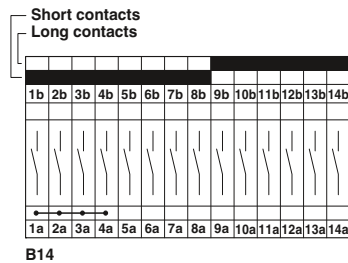 Short contacts
Long contacts
1b 2b 3b 4b 5b 6b 7b 8b 9b 10b 11b 12b 13b 14b
1a 2a 3a 4a 5a 6a 7a 8a 9a 10a 11a 12a 13a 14a
B14